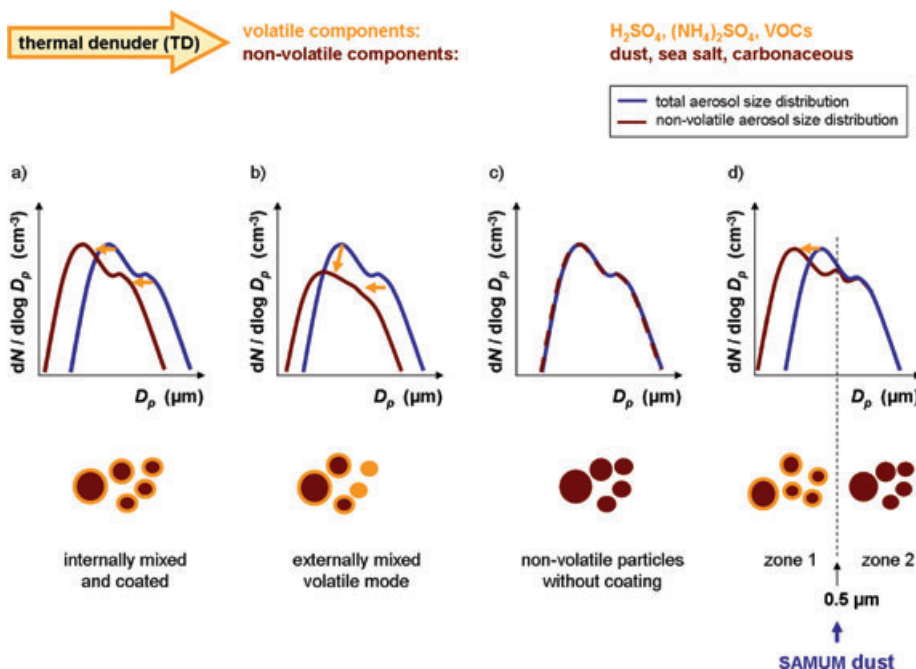 thermal denuder (TD)
volatile components:
H₂SO₄, (NH₄)₂SO₄, VOCs
non-volatile components:
dust, sea salt, carbonaceous
total aerosol size distribution
non-volatile aerosol size distribution
a)
b)
c)
d)
dN / dlog Dₚ (cm⁻³)
dN / dlog Dₚ (cm⁻³)
dN / dlog Dₚ (cm⁻³)
dN / dlog Dₚ (cm⁻³)
Dₚ (µm)
Dₚ (µm)
Dₚ (µm)
Dₚ (µm)
internally mixed
and coated
externally mixed
volatile mode
non-volatile particles
without coating
zone 1
zone 2
0.5 µm
SAMUM dust